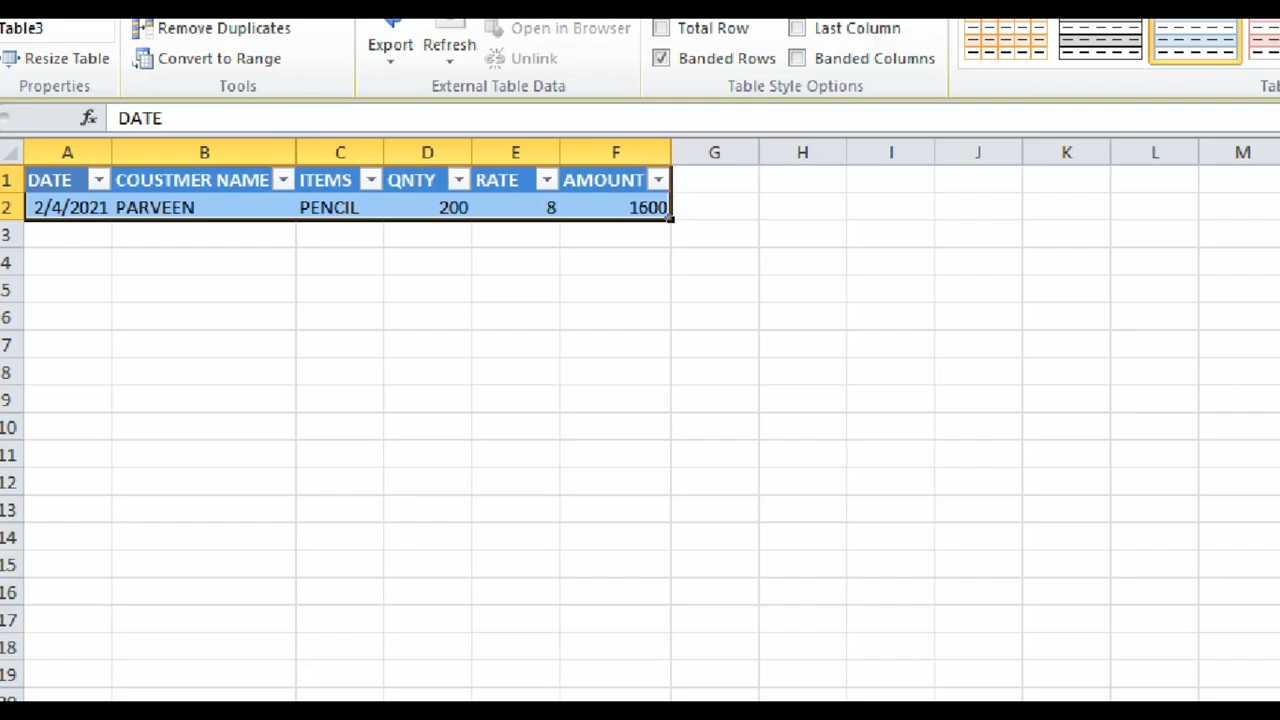 Table3 Remove Duplicates Export Refresh Open in Browser Total Row Last Column
Resize Table Convert to Range Unlink Banded Rows Banded Columns
Properties Tools External Table Data Table Style Options
fx DATE
A B C D E F G H I J K L M
1 DATE COUSTMER NAME ITEMS QNTY RATE AMOUNT
2 2/4/2021 PARVEEN PENCIL 200 8 1600
3
4
5
6
7
8
9
10
11
12
13
14
15
16
17
18
19